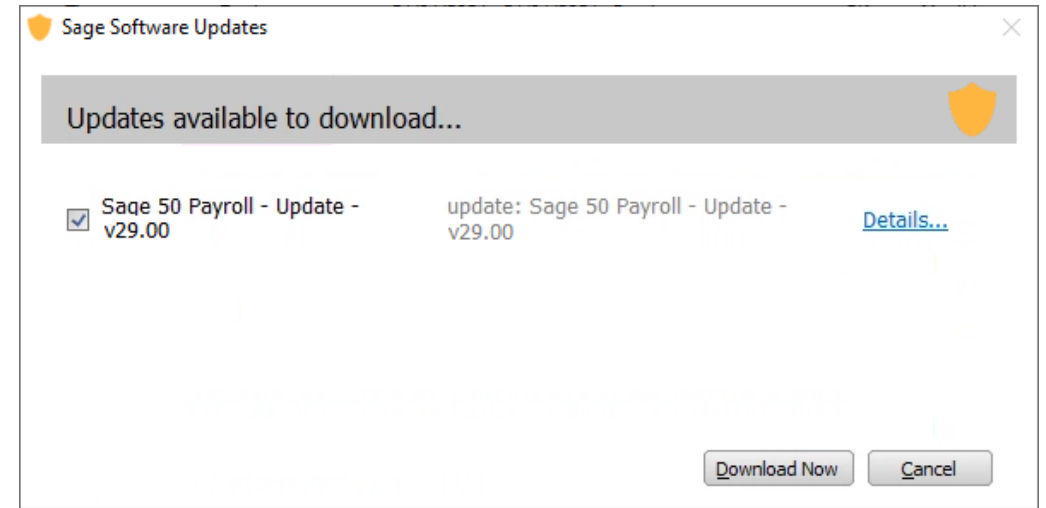 Sage Software Updates
Updates available to download...
Sage 50 Payroll - Update -
v29.00
update: Sage 50 Payroll - Update -
v29.00
Details...
Download Now
Cancel